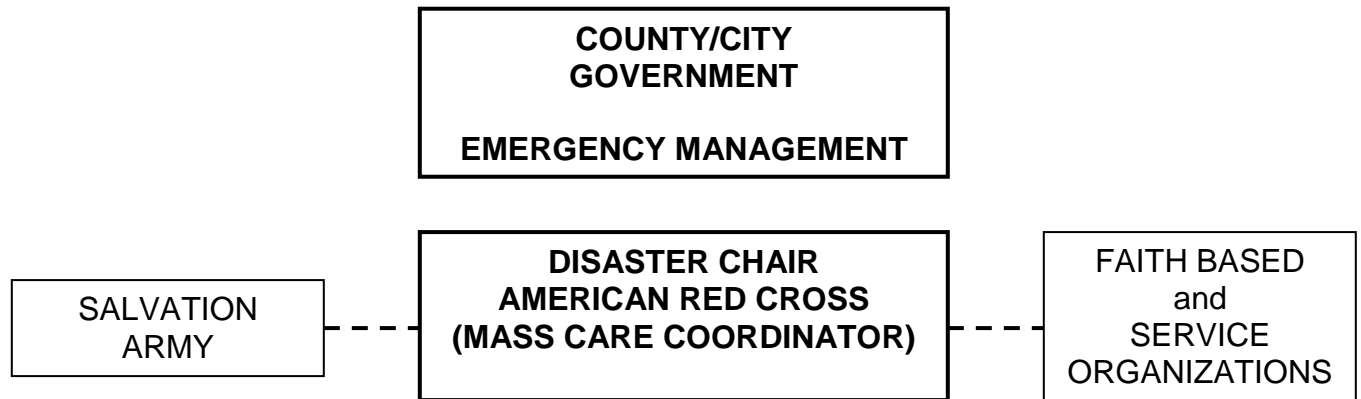 COUNTY/CITY
GOVERNMENT
EMERGENCY MANAGEMENT
SALVATION
ARMY
DISASTER CHAIR
AMERICAN RED CROSS
(MASS CARE COORDINATOR)
FAITH BASED
and
SERVICE
ORGANIZATIONS